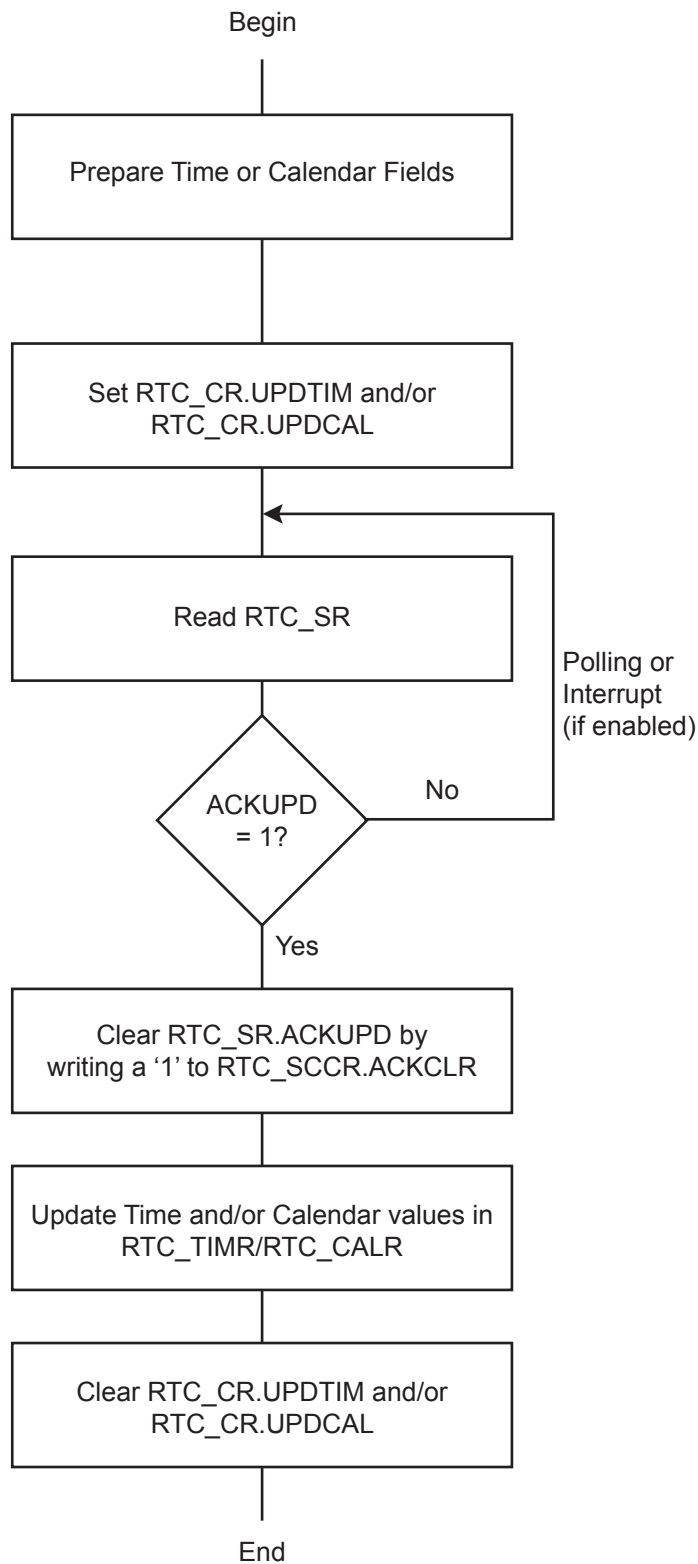 Begin
Prepare Time or Calendar Fields
Set RTC_CR.UPDTIM and/or
RTC_CR.UPDCAL
Read RTC_SR
Polling or
Interrupt
(if enabled)
ACKUPD
= 1?
No
Yes
Clear RTC_SR.ACKUPD by
writing a ‘1’ to RTC_SCCR.ACKCLR
Update Time and/or Calendar values in
RTC_TIMR/RTC_CALR
Clear RTC_CR.UPDTIM and/or
RTC_CR.UPDCAL
End